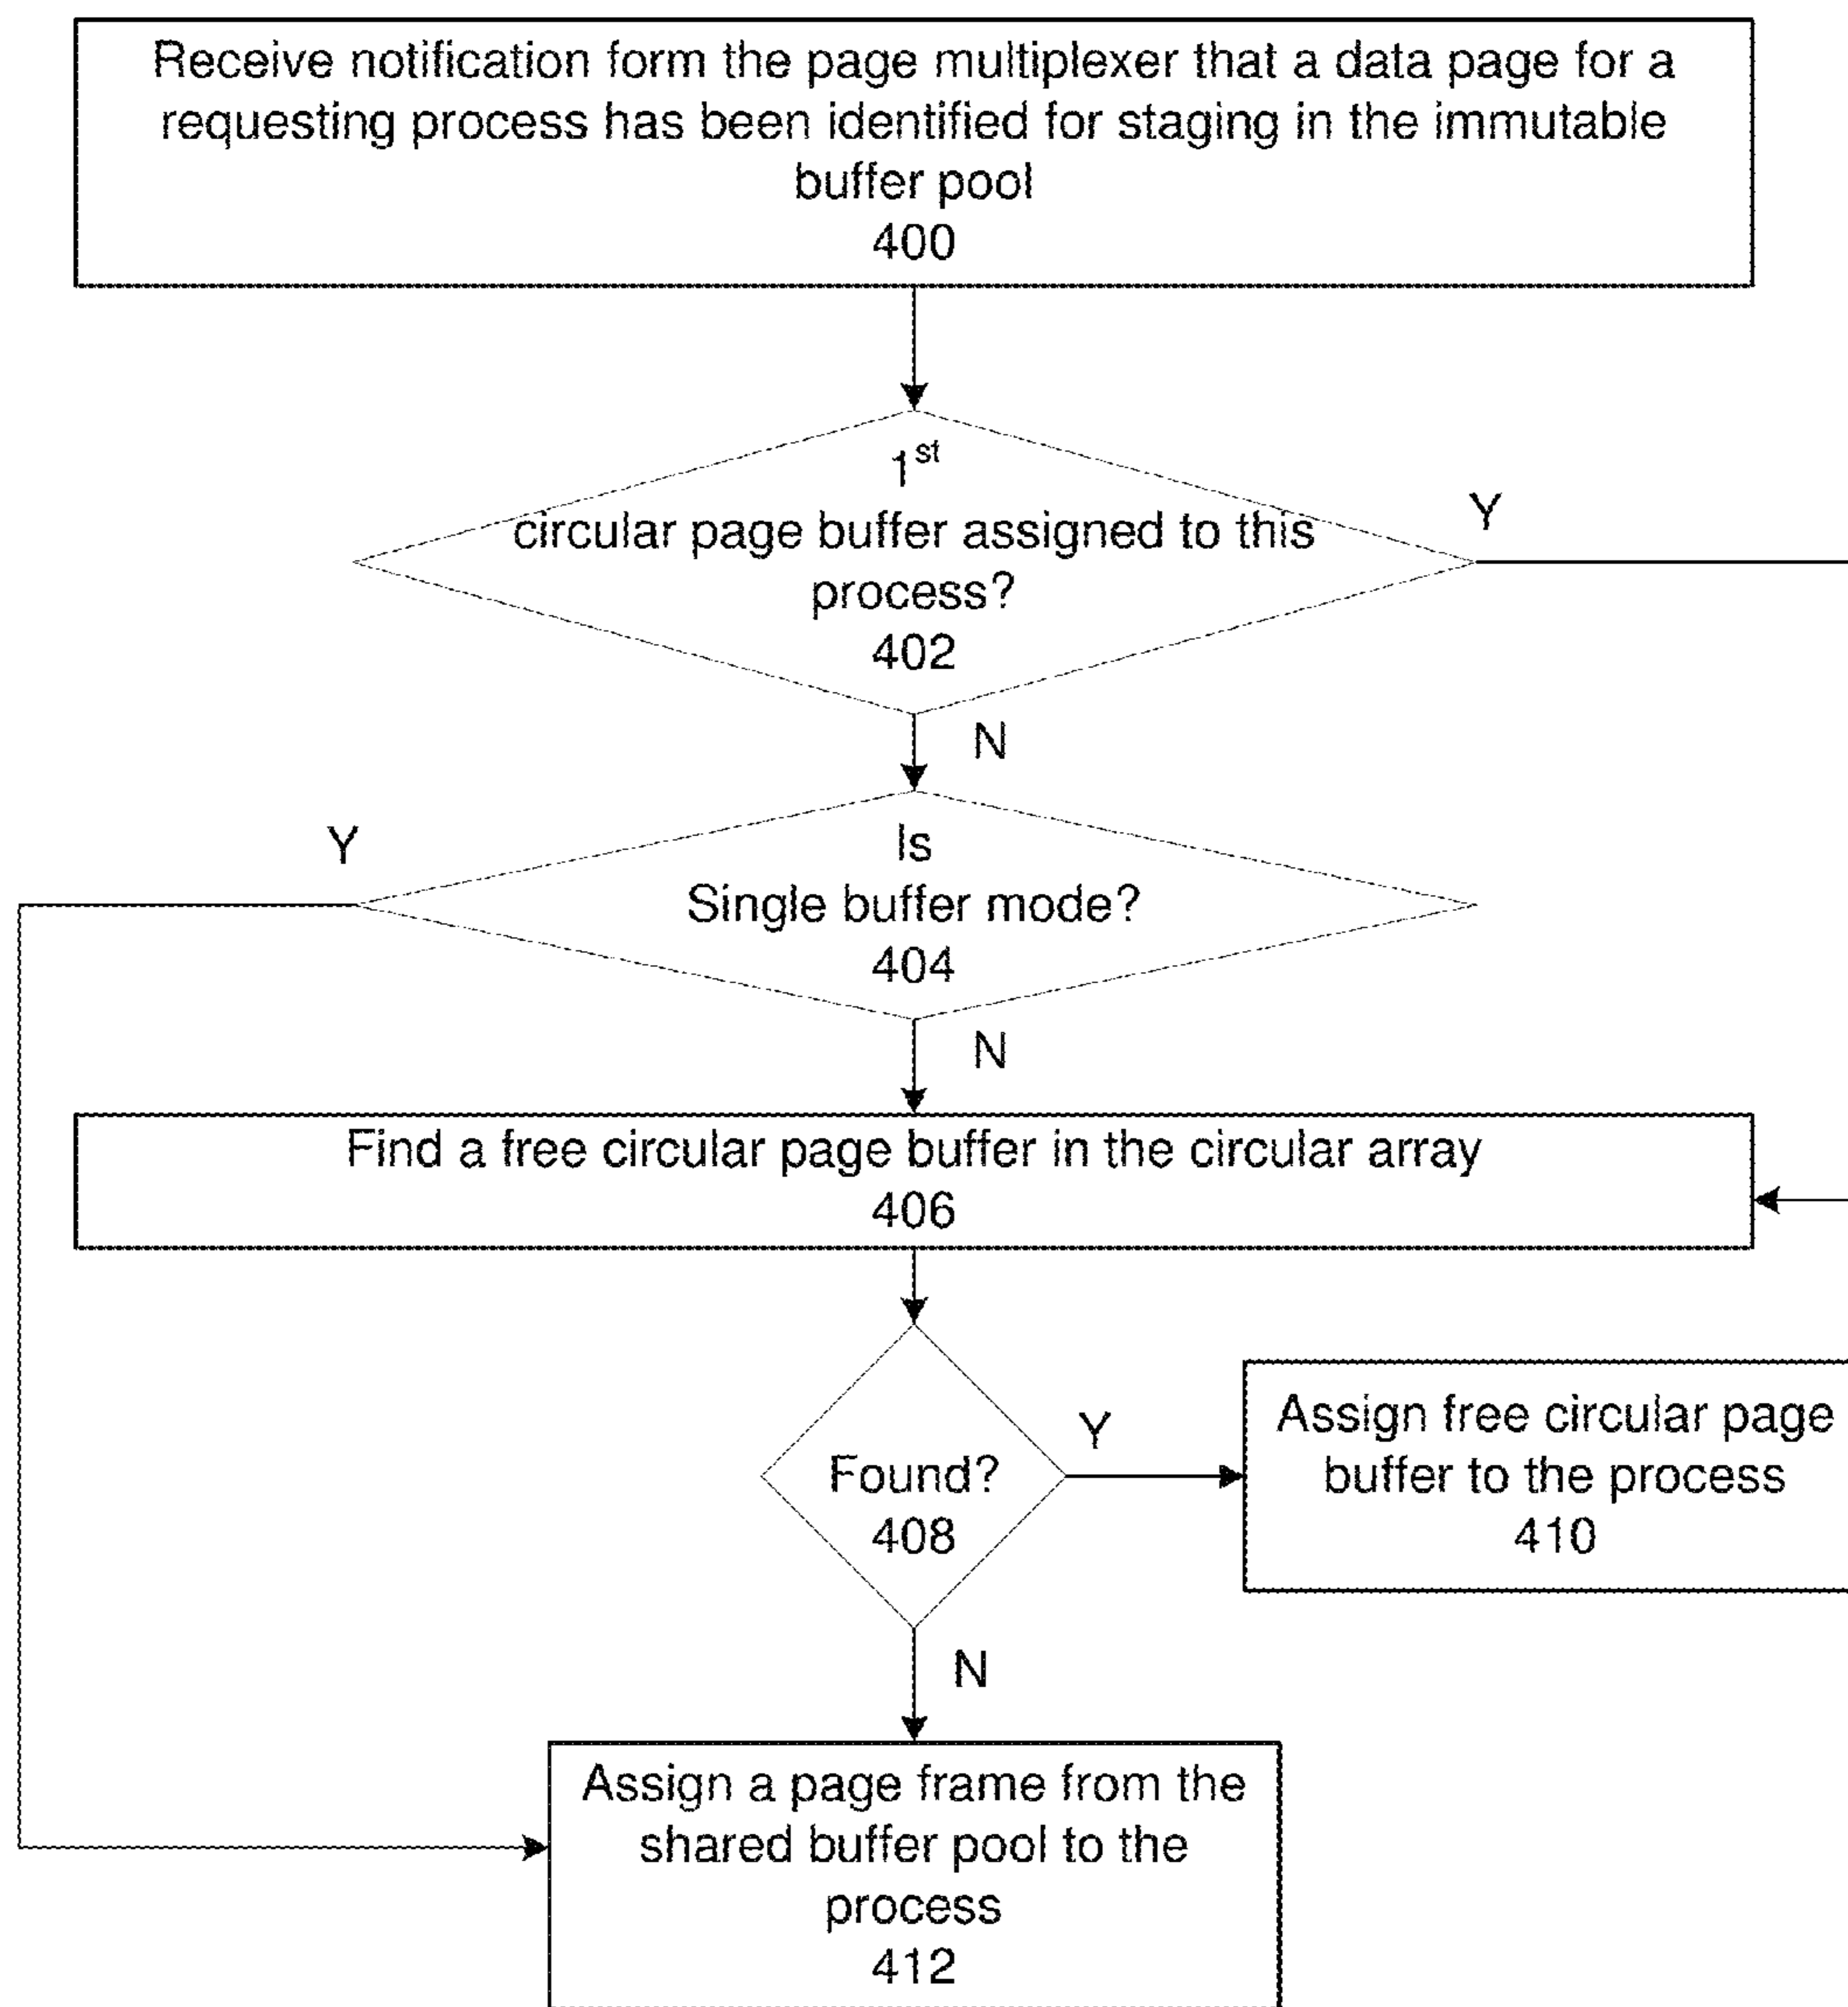 Receive notification form the page multiplexer that a data page for a
requesting process has been identified for staging in the immutable
buffer pool
400
1st
circular page buffer assigned to this
process?
402
Y
N
Is
Single buffer mode?
404
Y
N
Find a free circular page buffer in the circular array
406
Found?
408
Y
Assign free circular page
buffer to the process
410
N
Assign a page frame from the
shared buffer pool to the
process
412